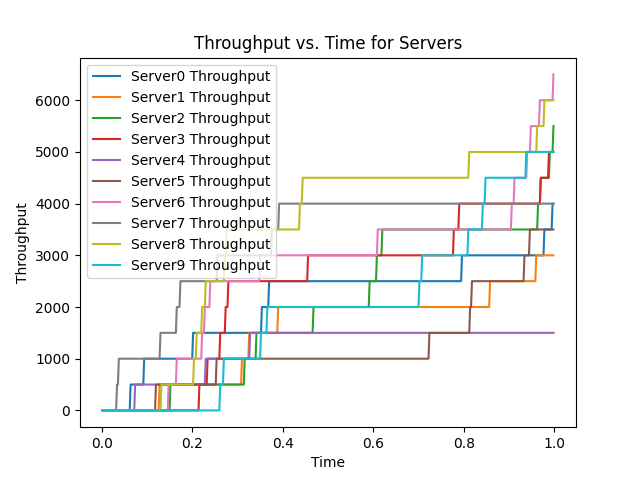 Throughput vs. Time for Servers
Server0 Throughput
Server1 Throughput
Server2 Throughput
Server3 Throughput
Server4 Throughput
Server5 Throughput
Server6 Throughput
Server7 Throughput
Server8 Throughput
Server9 Throughput
Throughput
6000
5000
4000
3000
2000
1000
0
0.0 0.2 0.4 0.6 0.8 1.0
Time